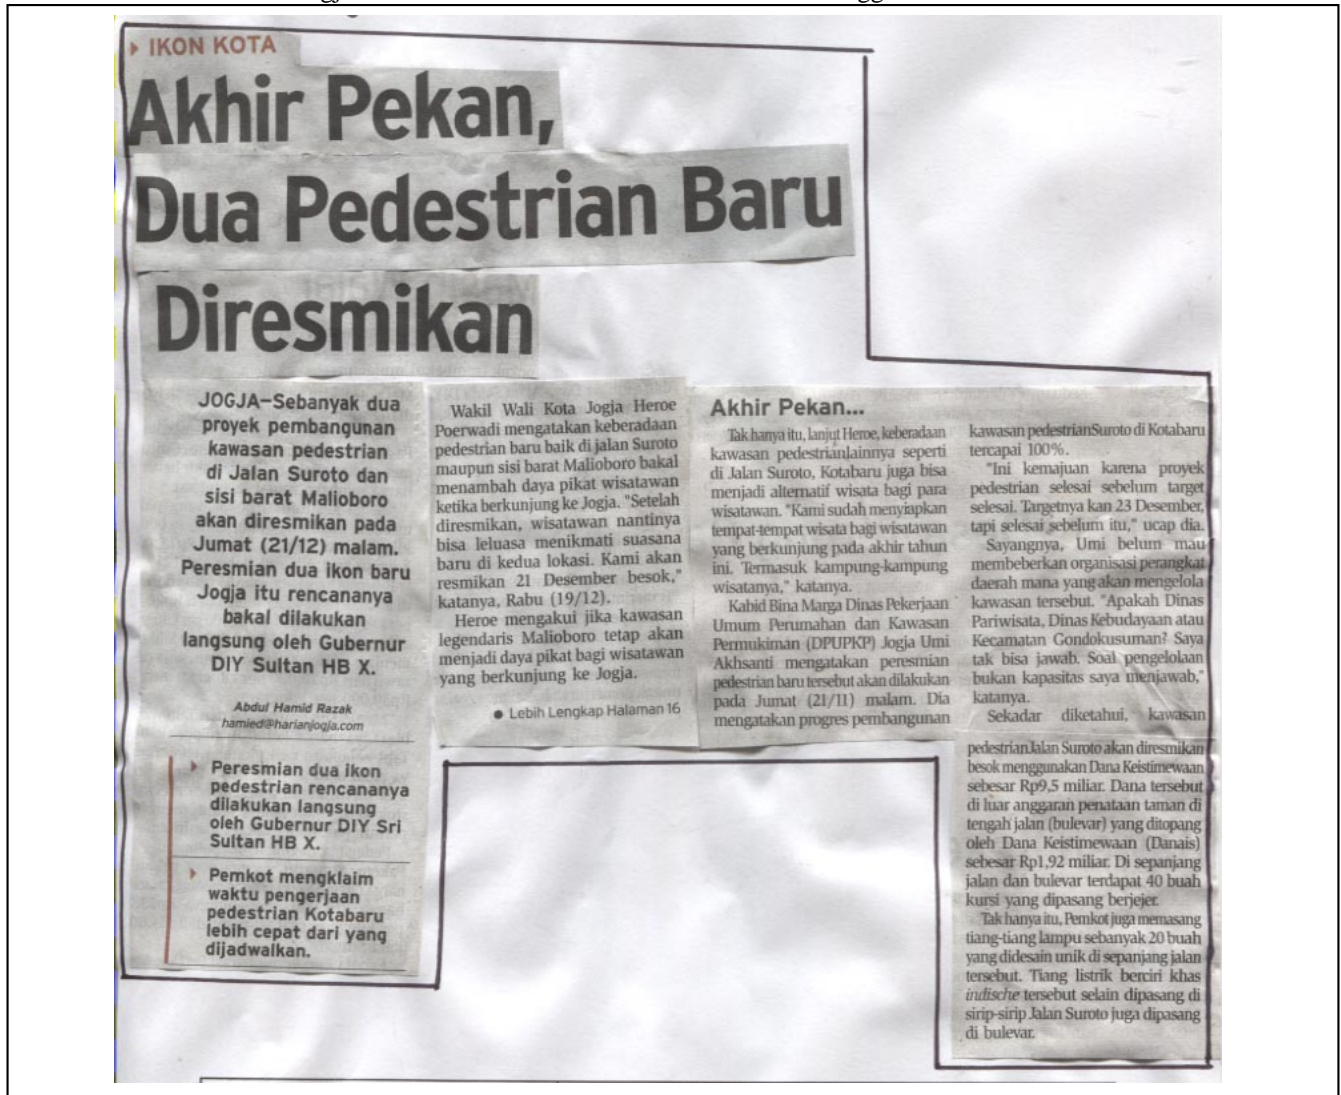 IKON KOTA
Akhir Pekan,
Dua Pedestrian Baru
Diresmikan
JOGJA—Sebanyak dua
proyek pembangunan
kawasan pedestrian
di Jalan Suroto dan
sisi barat Malioboro
akan diresmikan pada
Jumat (21/12) malam.
Peresmian dua ikon baru
Jogja itu rencananya
bakal dilakukan
langsung oleh Gubernur
DIY Sultan HB X.
Abdul Hamid Razak
hamied@harianjogja.com
Peresmian dua ikon
pedestrian rencananya
dilakukan langsung
oleh Gubernur DIY Sri
Sultan HB X.
Pemkot mengklaim
waktu pengerjaan
pedestrian Kotabaru
lebih cepat dari yang
dijadwalkan.
Wakil Wali Kota Jogja Heroe
Poerwadi mengatakan keberadaan
pedestrian baru baik di jalan Suroto
maupun sisi barat Malioboro bakal
menambah daya pikat wisatawan
ketika berkunjung ke Jogja. "Setelah
diresmikan, wisatawan nantinya
bisa leluasa menikmati suasana
baru di kedua lokasi. Kami akan
resmikan 21 Desember besok,"
katanya, Rabu (19/12).
Heroe mengakui jika kawasan
legendaris Malioboro tetap akan
menjadi daya pikat bagi wisatawan
yang berkunjung ke Jogja.
● Lebih Lengkap Halaman 16
Akhir Pekan...
Tak hanya itu, lanjut Heroe, keberadaan
kawasan pedestrianlainnya seperti
di Jalan Suroto, Kotabaru juga bisa
menjadi alternatif wisata bagi para
wisatawan. "Kami sudah menyiapkan
tempat-tempat wisata bagi wisatawan
yang berkunjung pada akhir tahun
ini. Termasuk kampung-kampung
wisatanya," katanya.
Kabid Bina Marga Dinas Pekerjaan
Umum Perumahan dan Kawasan
Permukiman (DPUPKP) Jogja Umi
Akhsanti mengatakan peresmian
pedestrian baru tersebut akan dilakukan
pada Jumat (21/11) malam. Dia
mengatakan progres pembangunan
kawasan pedestrianSuroto di Kotabaru
tercapai 100%.
"Ini kemajuan karena proyek
pedestrian selesai sebelum target
selesai. Targetnya kan 23 Desember,
tapi selesai sebelum itu," ucap dia.
Sayangnya, Umi belum mau
membeberkan organisasi perangkat
daerah mana yang akan mengelola
kawasan tersebut. "Apakah Dinas
Pariwisata, Dinas Kebudayaan atau
Kecamatan Gondokusuman? Saya
tak bisa jawab. Soal pengelolaan
bukan kapasitas saya menjawab,"
katanya.
Sekadar diketahui, kawasan
pedestrianJalan Suroto akan diresmikan
besok menggunakan Dana Keistimewaan
sebesar Rp9,5 miliar. Dana tersebut
di luar anggaran penataan taman di
tengah jalan (bulevar) yang ditopang
oleh Dana Keistimewaan (Danais)
sebesar Rp1,92 miliar. Di sepanjang
jalan dan bulevar terdapat 40 buah
kursi yang dipasang berjejer.
Tak hanya itu, Pemkot juga memasang
tiang-tiang lampu sebanyak 20 buah
yang didesain unik di sepanjang jalan
tersebut. Tiang listrik berciri khas
indische tersebut selain dipasang di
sirip-sirip Jalan Suroto juga dipasang
di bulevar.